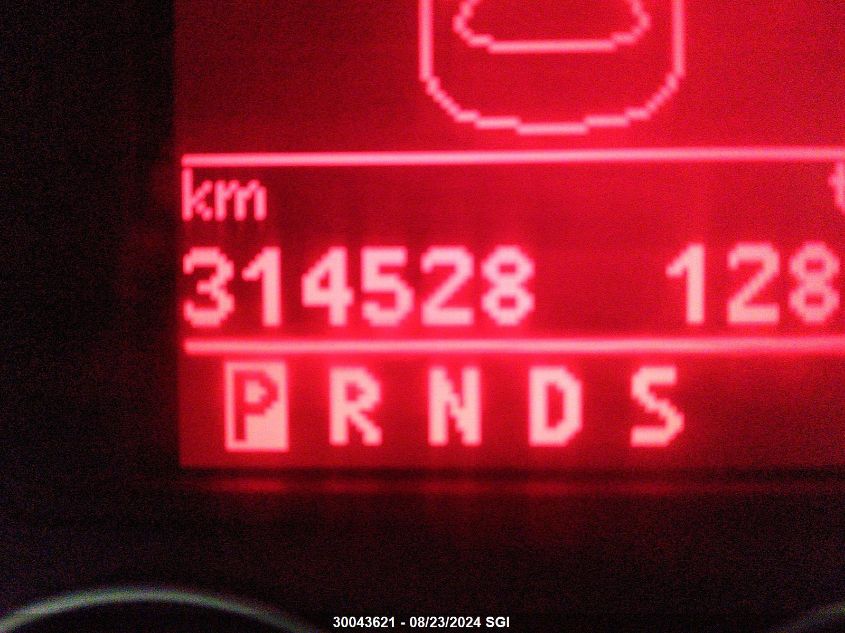 km
314528 128
P R N D S
30043621 - 08/23/2024 SGI